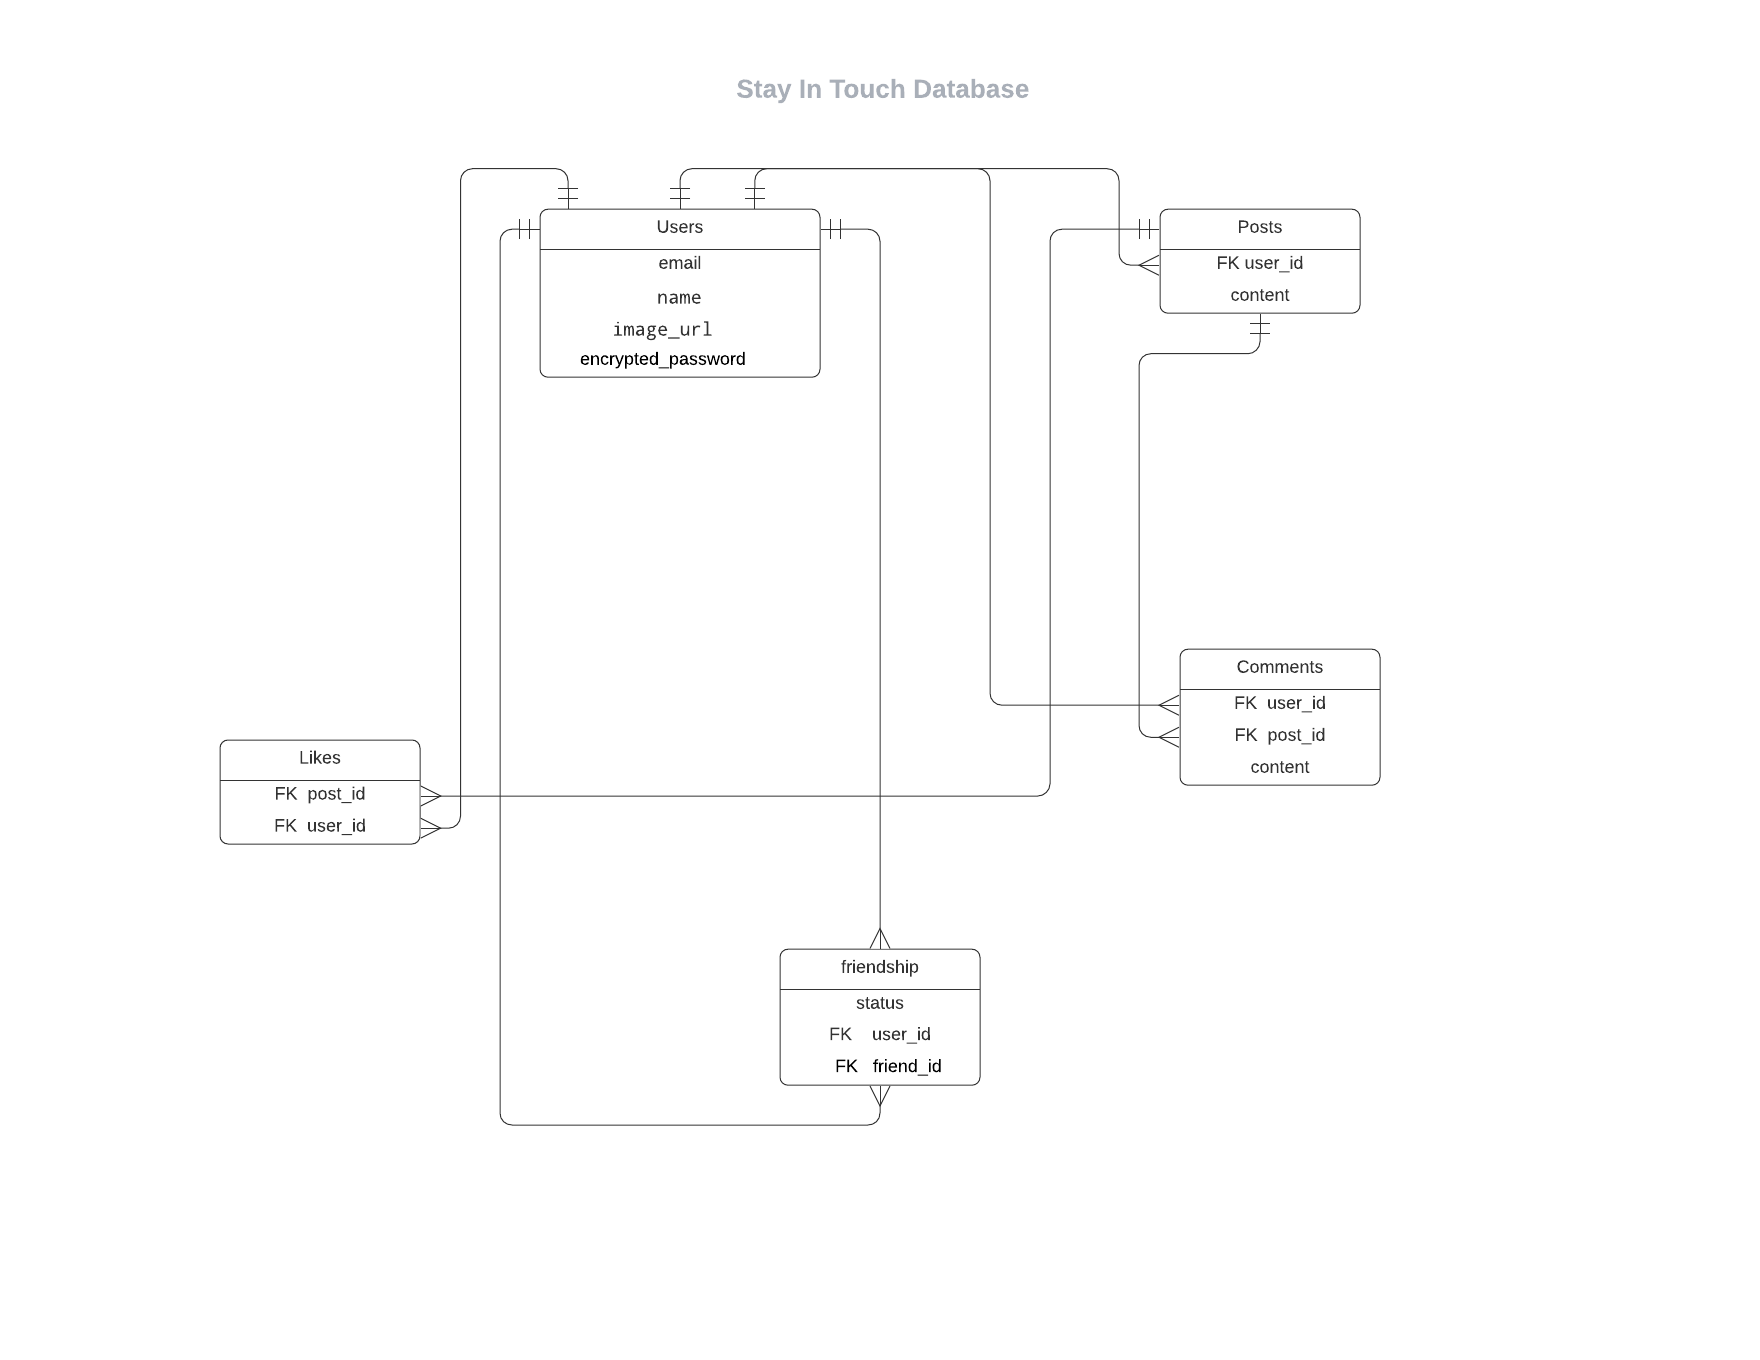 Stay In Touch Database
Users
email
name
image_url
encrypted_password
Posts
FK user_id
content
Comments
FK user_id
FK post_id
content
Likes
FK post_id
FK user_id
friendship
status
FK user_id
FK friend_id